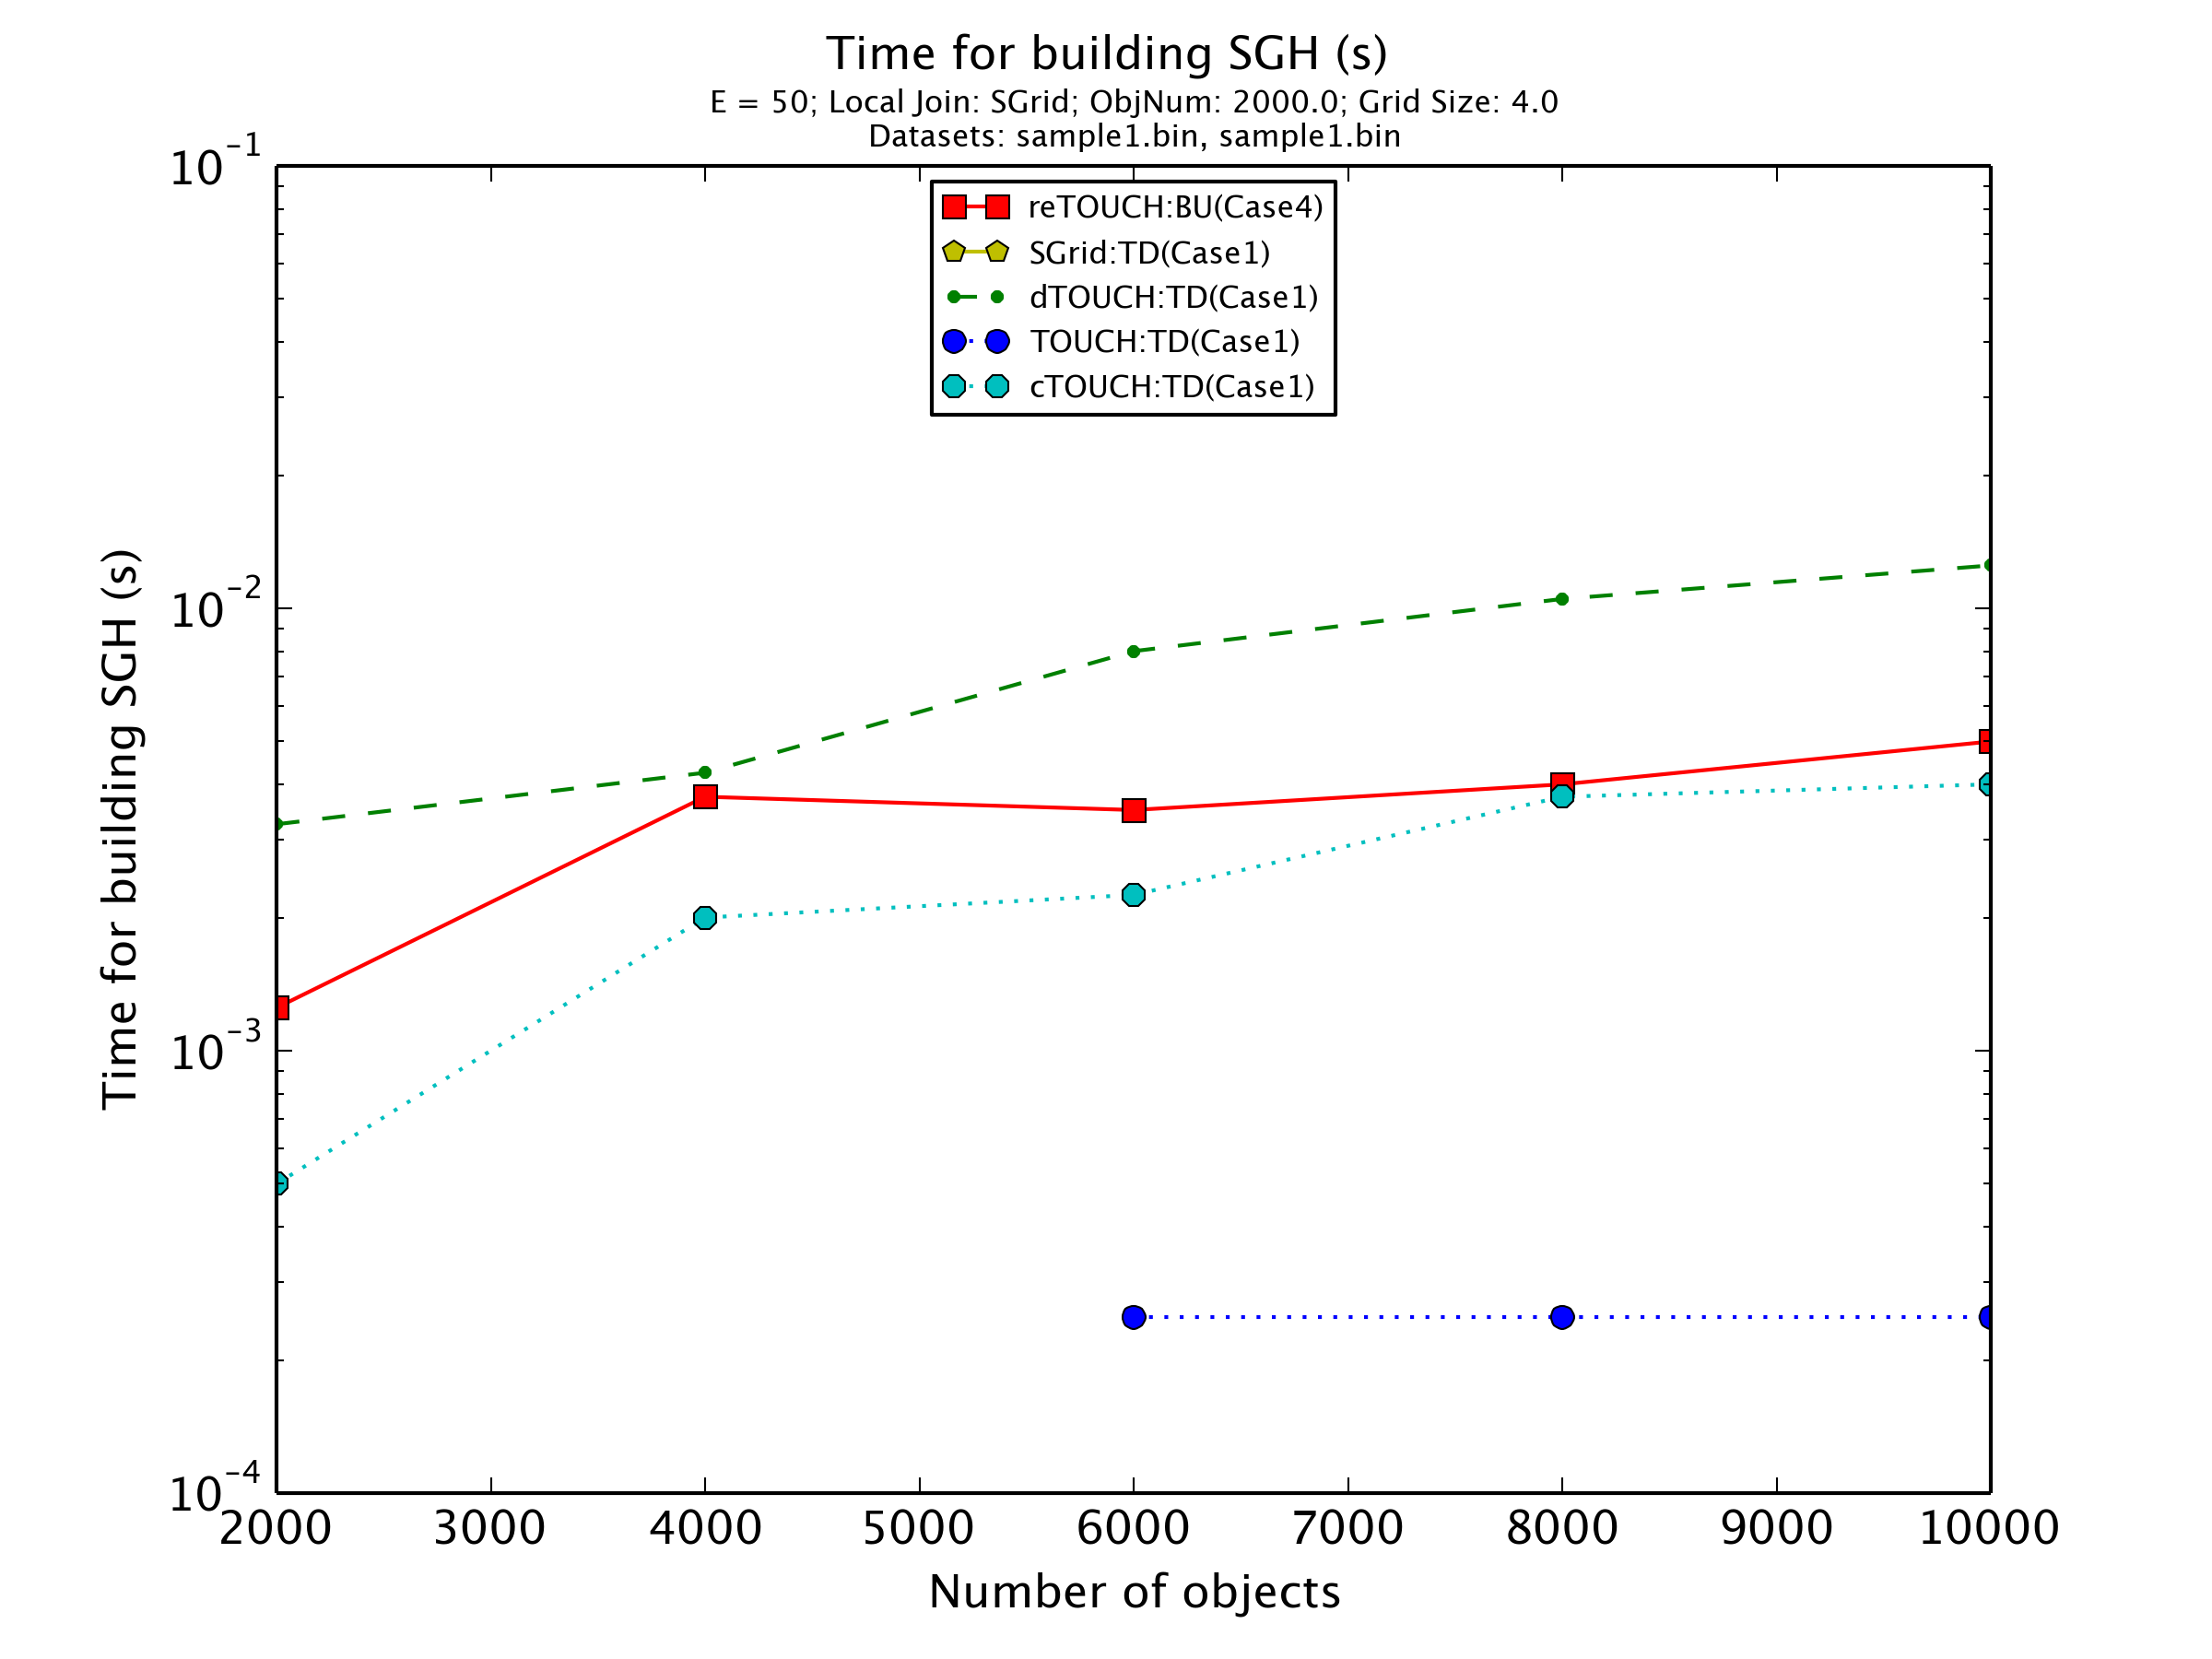 Time for building SGH (s)
E = 50; Local Join: SGrid; ObjNum: 2000.0; Grid Size: 4.0
Datasets: sample1.bin, sample1.bin
reTOUCH:BU(Case4)
SGrid:TD(Case1)
dTOUCH:TD(Case1)
TOUCH:TD(Case1)
cTOUCH:TD(Case1)
Time for building SGH (s)
10⁻¹
10⁻²
10⁻³
10⁻⁴
2000 3000 4000 5000 6000 7000 8000 9000 10000
Number of objects